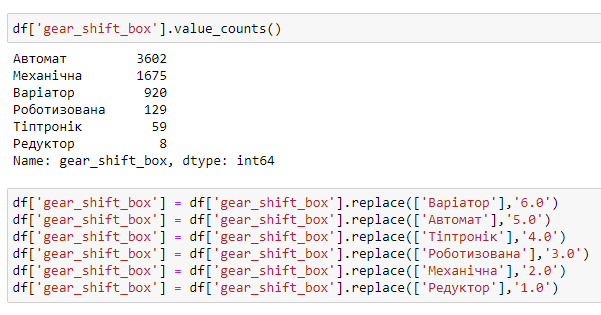 df['gear_shift_box'].value_counts()
Автомат 3602
Механічна 1675
Варіатор 920
Роботизована 129
Тіптронік 59
Редуктор 8
Name: gear_shift_box, dtype: int64
df['gear_shift_box'] = df['gear_shift_box'].replace(['Варіатор'],'6.0')
df['gear_shift_box'] = df['gear_shift_box'].replace(['Автомат'],'5.0')
df['gear_shift_box'] = df['gear_shift_box'].replace(['Тіптронік'],'4.0')
df['gear_shift_box'] = df['gear_shift_box'].replace(['Роботизована'],'3.0')
df['gear_shift_box'] = df['gear_shift_box'].replace(['Механічна'],'2.0')
df['gear_shift_box'] = df['gear_shift_box'].replace(['Редуктор'],'1.0')